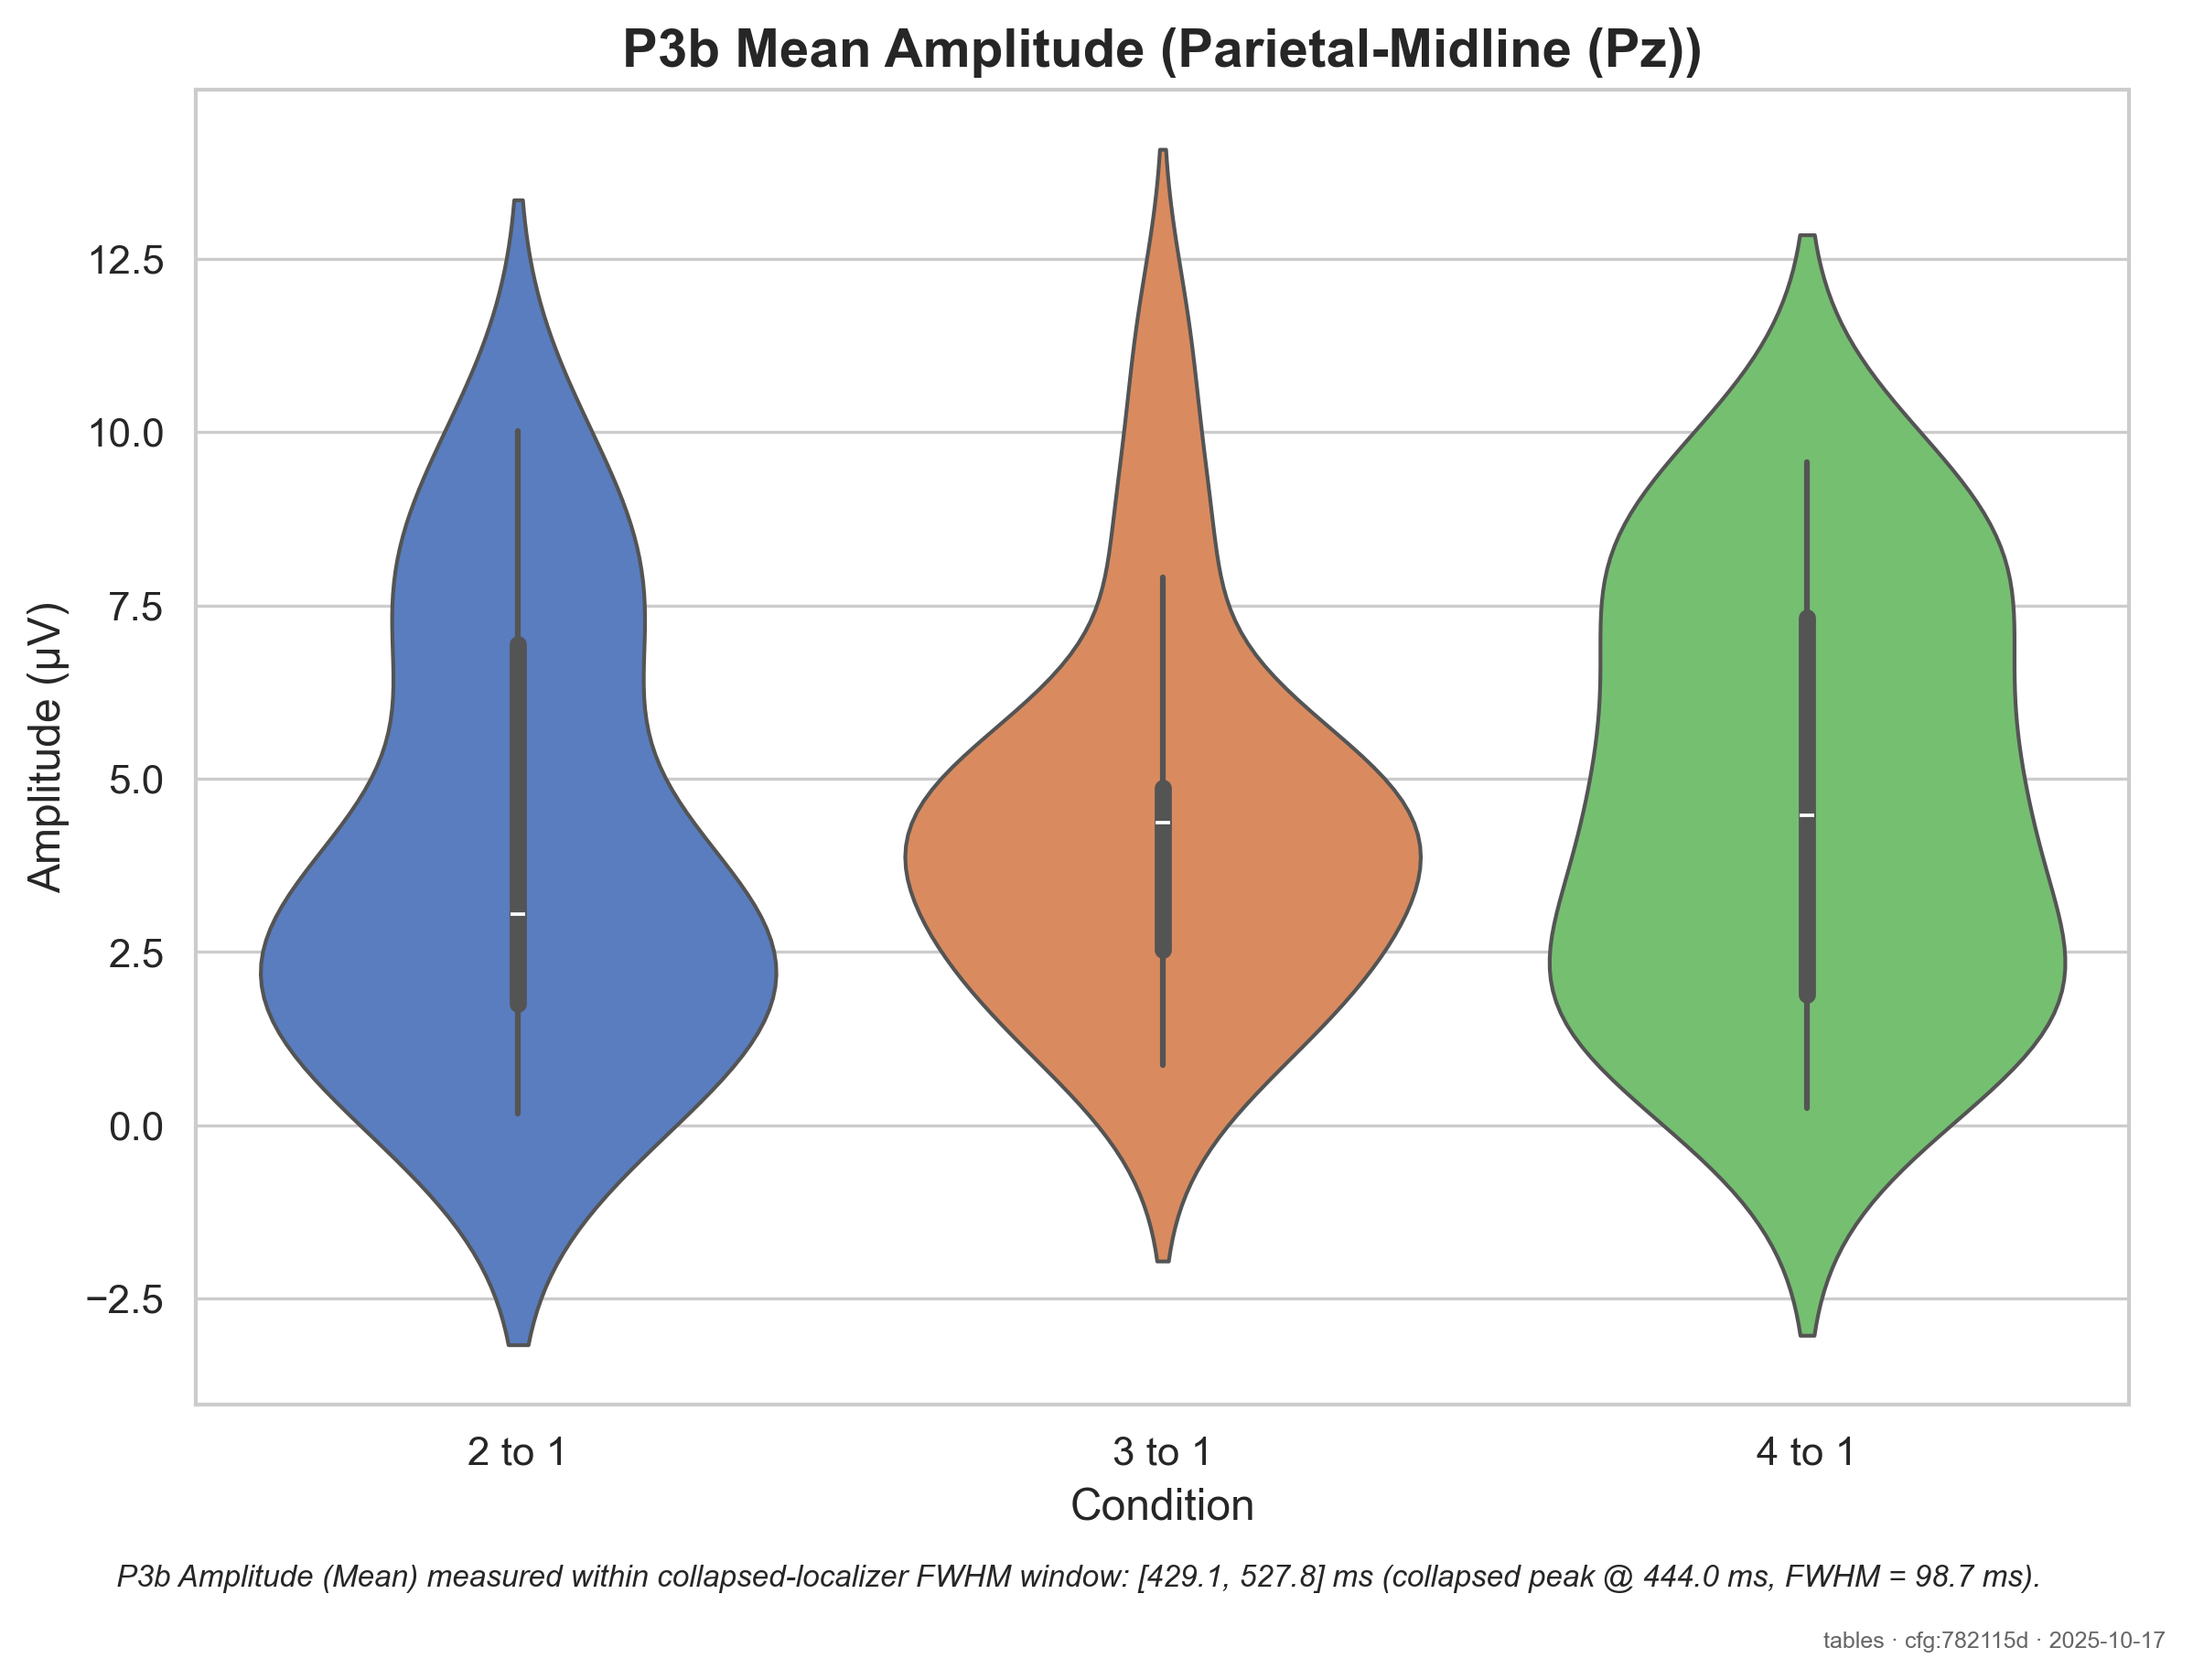 P3b Mean Amplitude (Parietal-Midline (Pz))
Amplitude (µV)
12.5
10.0
7.5
5.0
2.5
0.0
−2.5
2 to 1
3 to 1
4 to 1
Condition
P3b Amplitude (Mean) measured within collapsed-localizer FWHM window: [429.1, 527.8] ms (collapsed peak @ 444.0 ms, FWHM = 98.7 ms).
tables · cfg:782115d · 2025-10-17